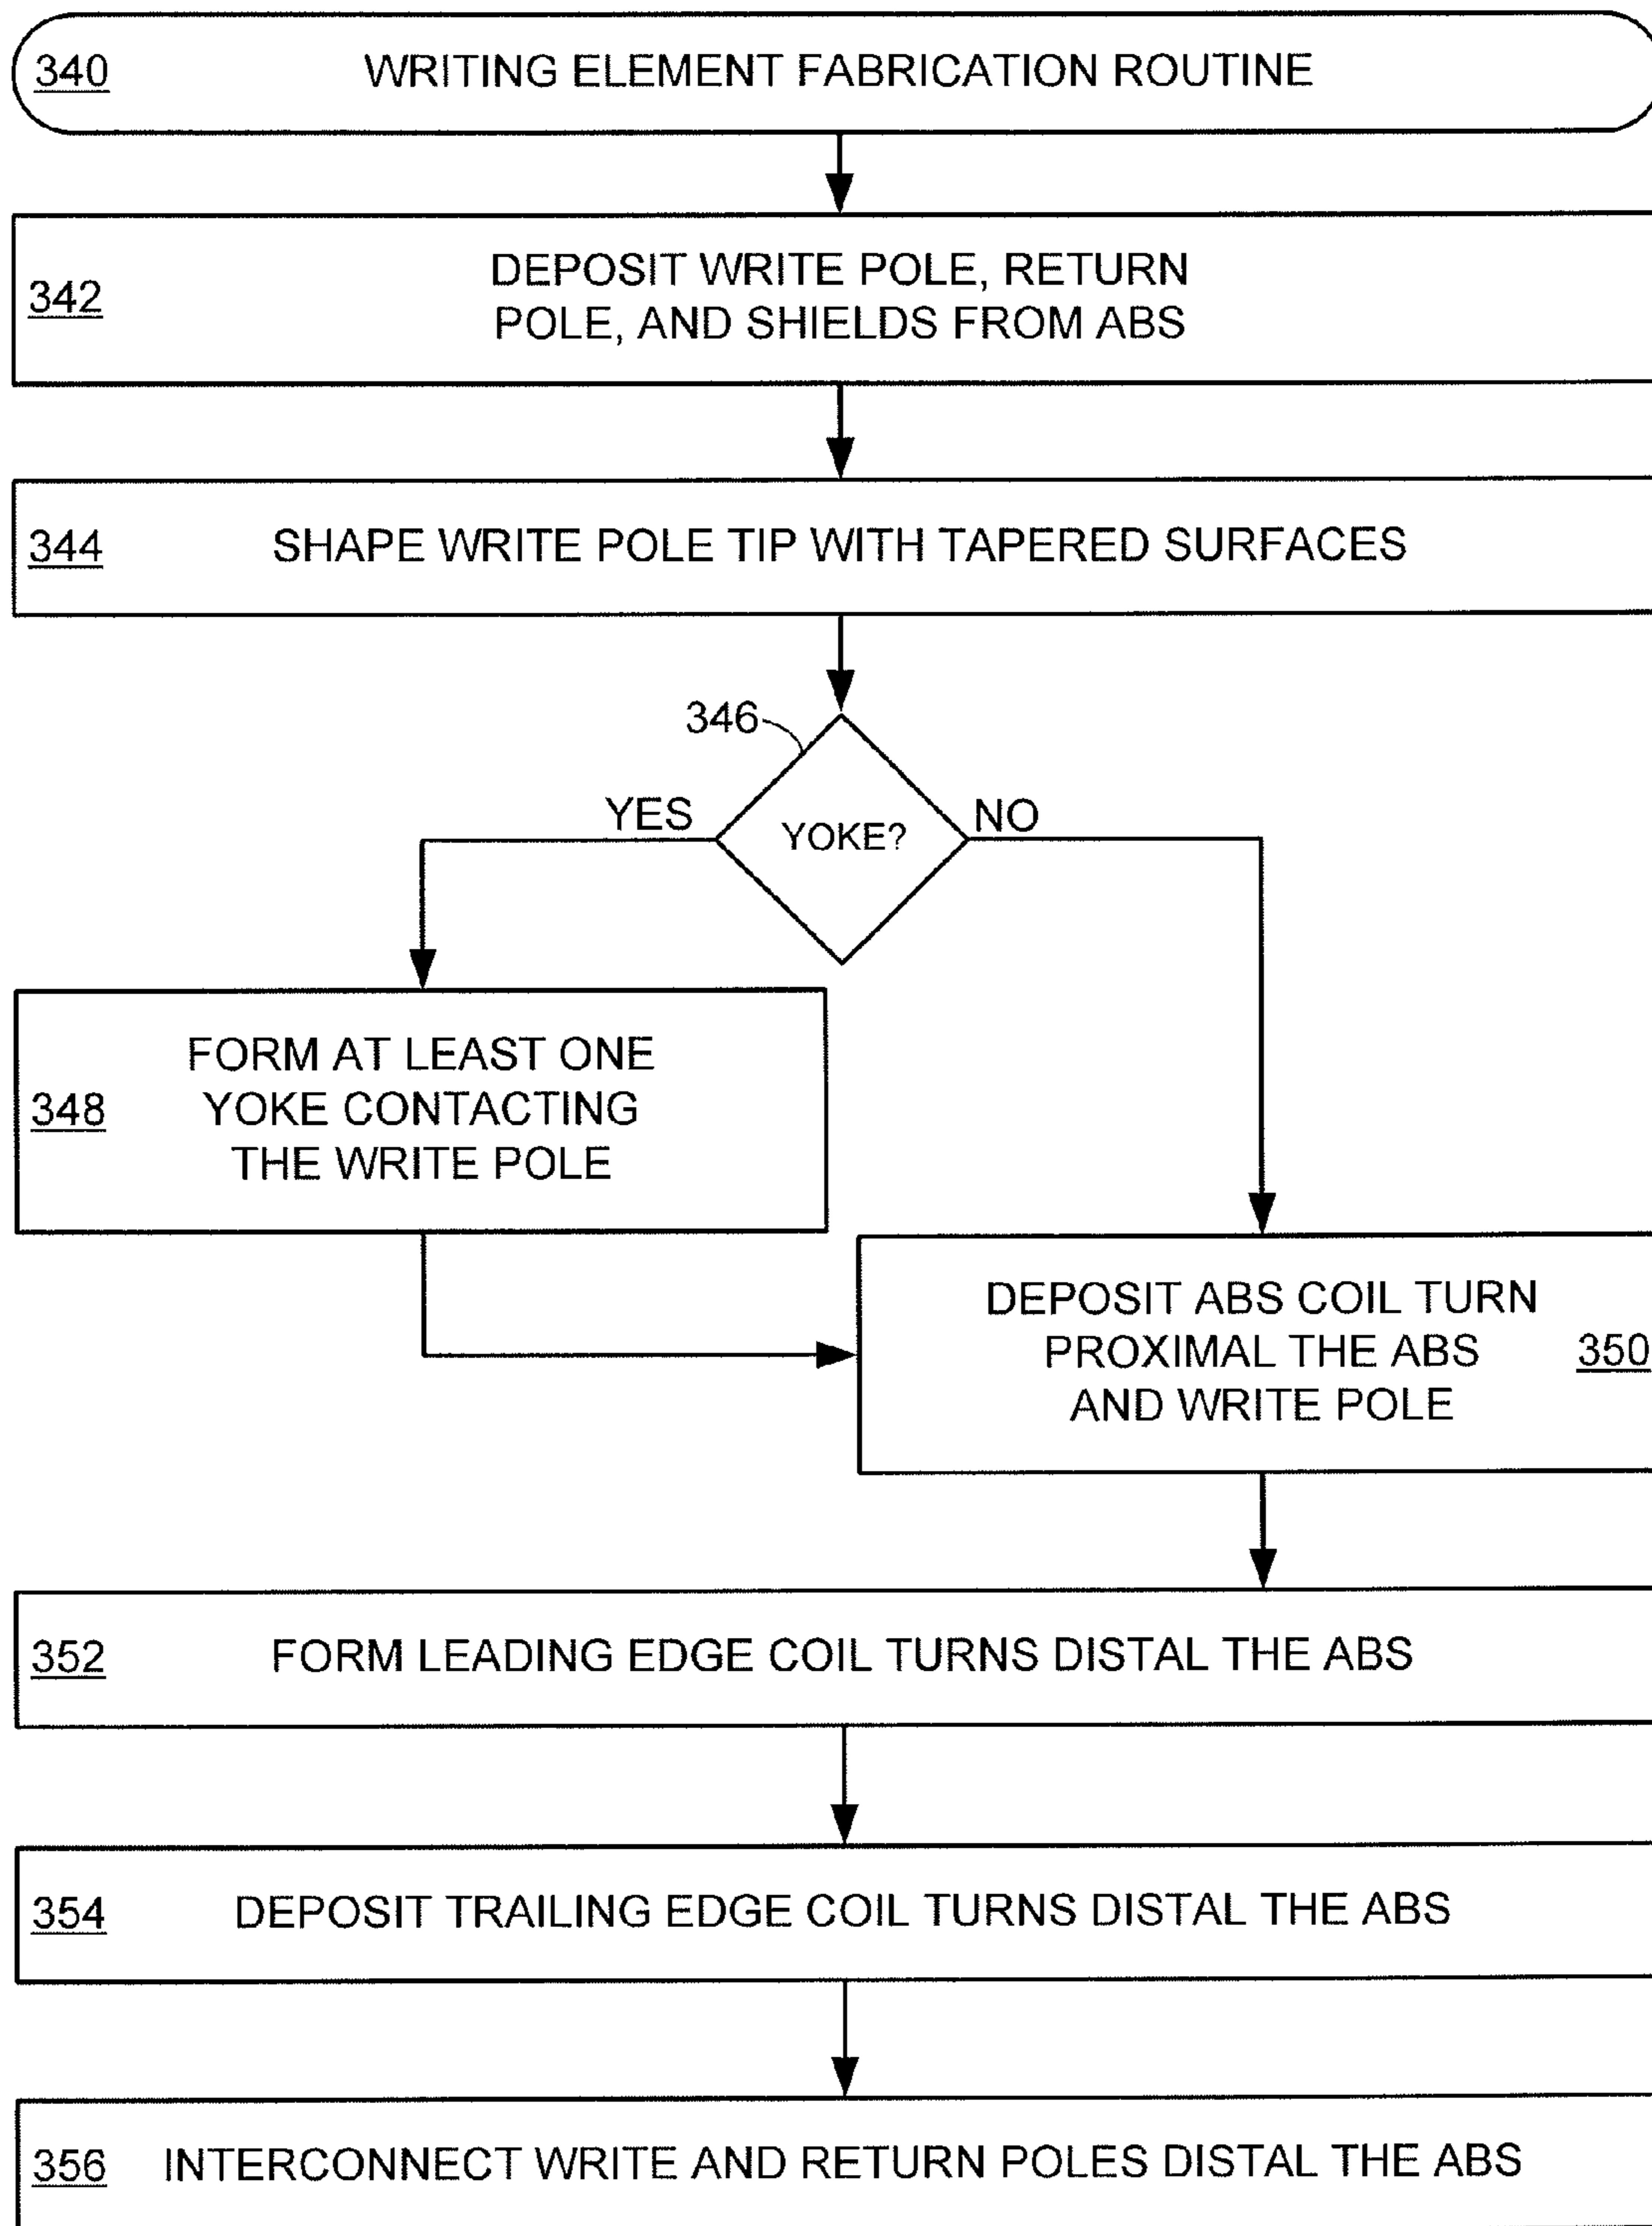 340 WRITING ELEMENT FABRICATION ROUTINE
342 DEPOSIT WRITE POLE, RETURN
POLE, AND SHIELDS FROM ABS
344 SHAPE WRITE POLE TIP WITH TAPERED SURFACES
346
YES YOKE? NO
FORM AT LEAST ONE
348 YOKE CONTACTING
THE WRITE POLE
DEPOSIT ABS COIL TURN
PROXIMAL THE ABS 350
AND WRITE POLE
352 FORM LEADING EDGE COIL TURNS DISTAL THE ABS
354 DEPOSIT TRAILING EDGE COIL TURNS DISTAL THE ABS
356 INTERCONNECT WRITE AND RETURN POLES DISTAL THE ABS